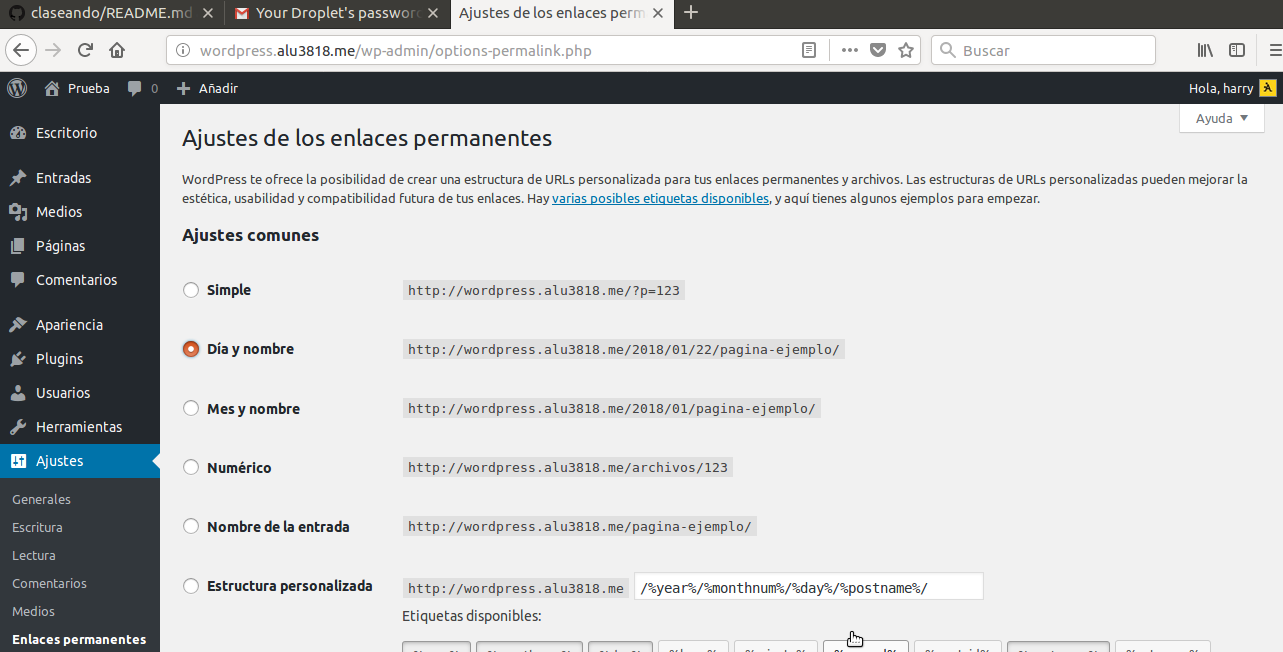 claseando/README.md
Your Droplet's passwor
Ajustes de los enlaces perm
wordpress.alu3818.me/wp-admin/options-permalink.php
Buscar
Prueba
0
Añadir
Hola, harry
Ayuda
Escritorio
Entradas
Medios
Páginas
Comentarios
Apariencia
Plugins
Usuarios
Herramientas
Ajustes
Generales
Escritura
Lectura
Comentarios
Medios
Enlaces permanentes
Ajustes de los enlaces permanentes
WordPress te ofrece la posibilidad de crear una estructura de URLs personalizada para tus enlaces permanentes y archivos. Las estructuras de URLs personalizadas pueden mejorar la
estética, usabilidad y compatibilidad futura de tus enlaces. Hay varias posibles etiquetas disponibles, y aquí tienes algunos ejemplos para empezar.
Ajustes comunes
Simple
http://wordpress.alu3818.me/?p=123
Día y nombre
http://wordpress.alu3818.me/2018/01/22/pagina-ejemplo/
Mes y nombre
http://wordpress.alu3818.me/2018/01/pagina-ejemplo/
Numérico
http://wordpress.alu3818.me/archivos/123
Nombre de la entrada
http://wordpress.alu3818.me/pagina-ejemplo/
Estructura personalizada
http://wordpress.alu3818.me
/%year%/%monthnum%/%day%/%postname%/
Etiquetas disponibles: